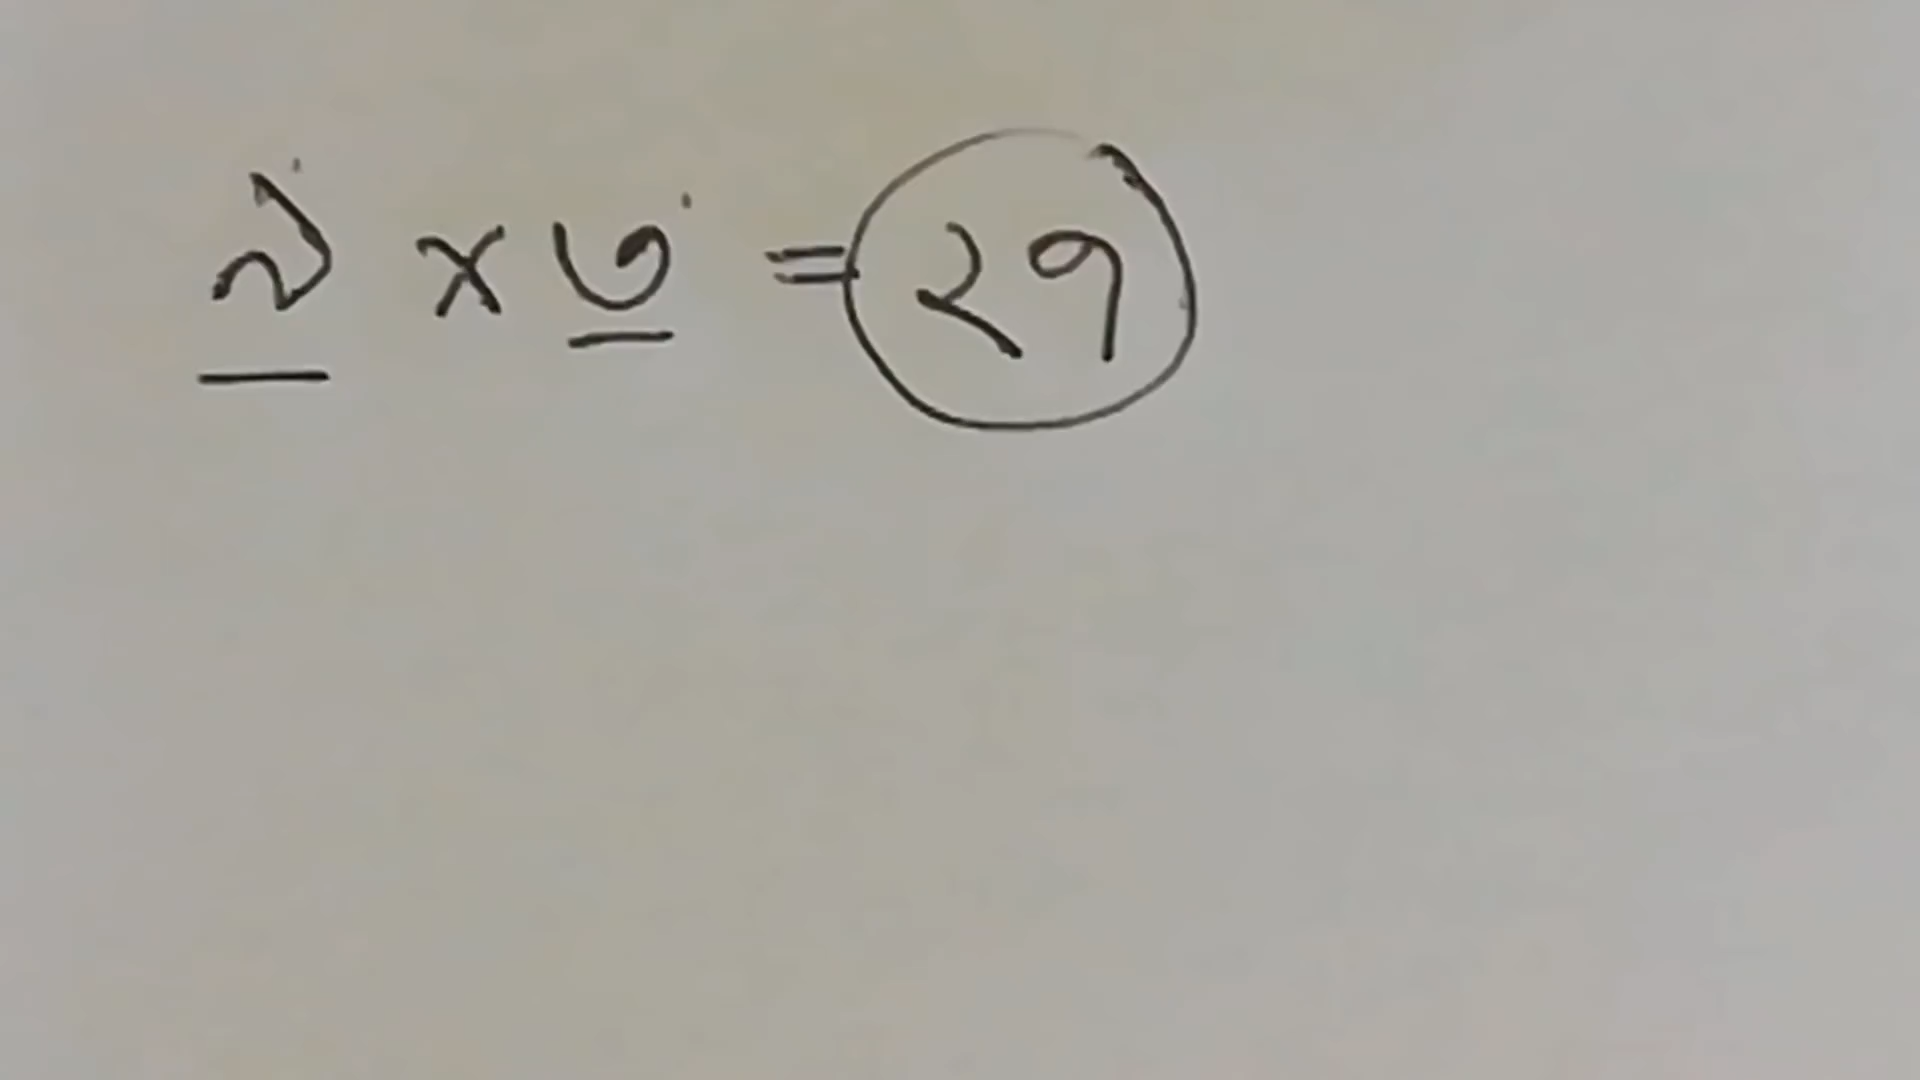 ৯ × ৩ = ২৭